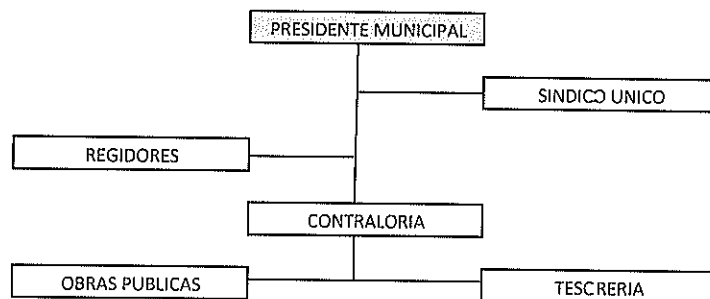 PRESIDENTE MUNICIPAL
SINDICO UNICO
REGIDORES
CONTRALORIA
OBRAS PUBLICAS
TESCRERIA